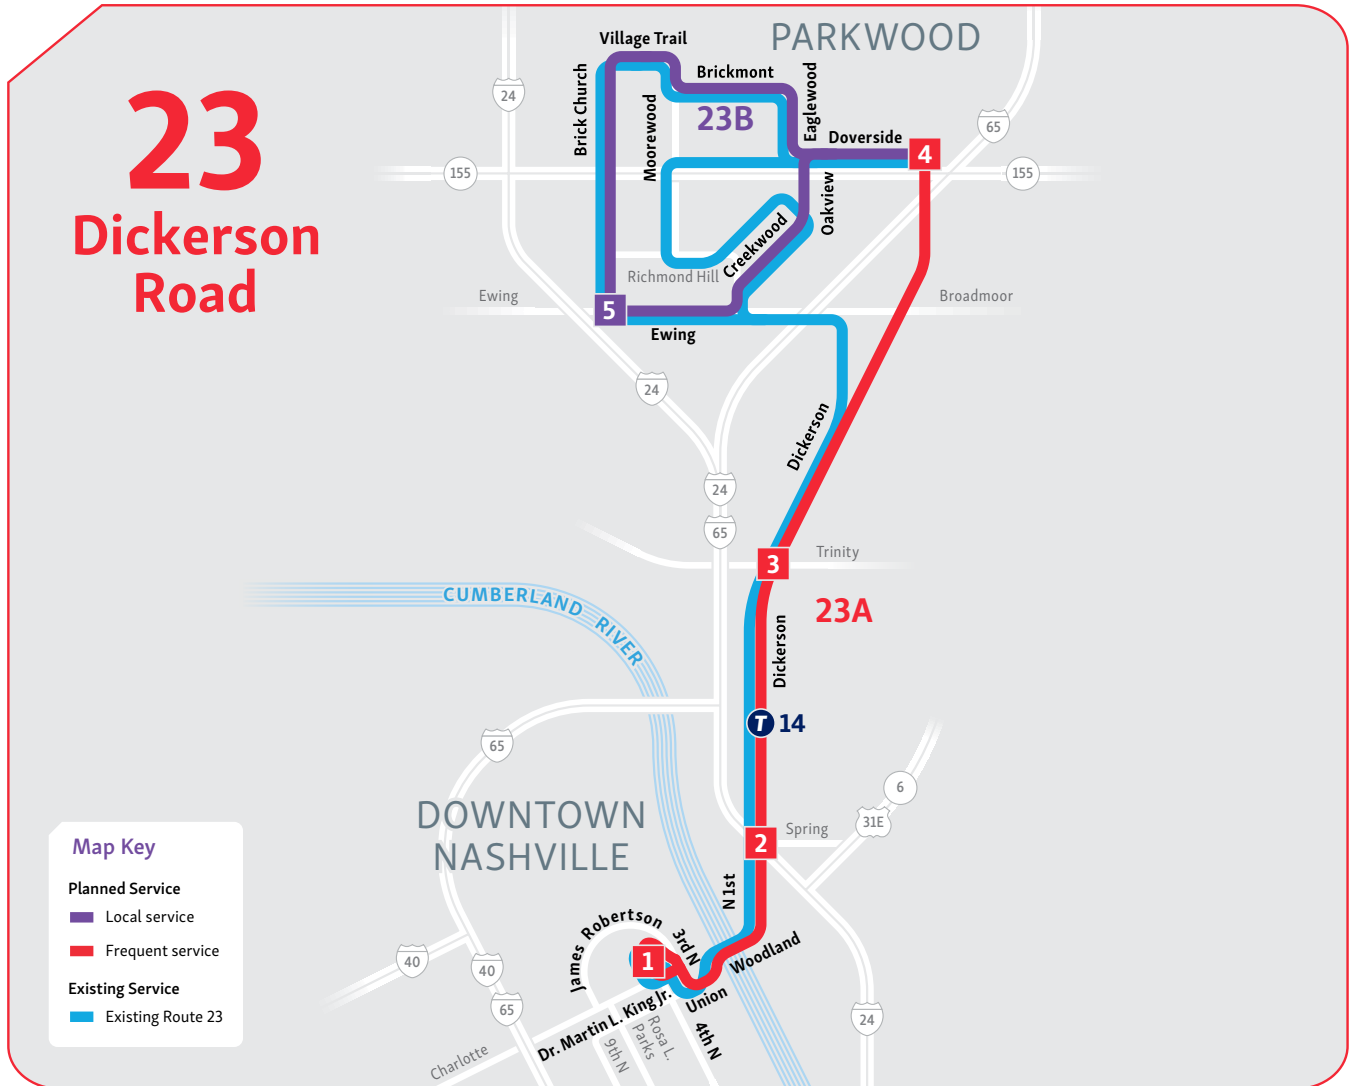 23
Dickerson
Road
PARKWOOD
Village Trail
Brickmont
Brick Church
Moorewood
23B
Eaglewood
Doverside
4
24
65
155
155
Oakview
Creekwood
Richmond Hill
Ewing
5
Ewing
Broadmoor
24
Dickerson
24
65
3
Trinity
23A
CUMBERLAND RIVER
Dickerson
T 14
65
DOWNTOWN
NASHVILLE
2
Spring
6
31E
N 1st
James Robertson
3rd N
1
Woodland
Union
Dr. Martin L. King Jr.
4th N
Rosa L.
Parks
9th N
Charlotte
40
40
65
24
Map Key
Planned Service
Local service
Frequent service
Existing Service
Existing Route 23